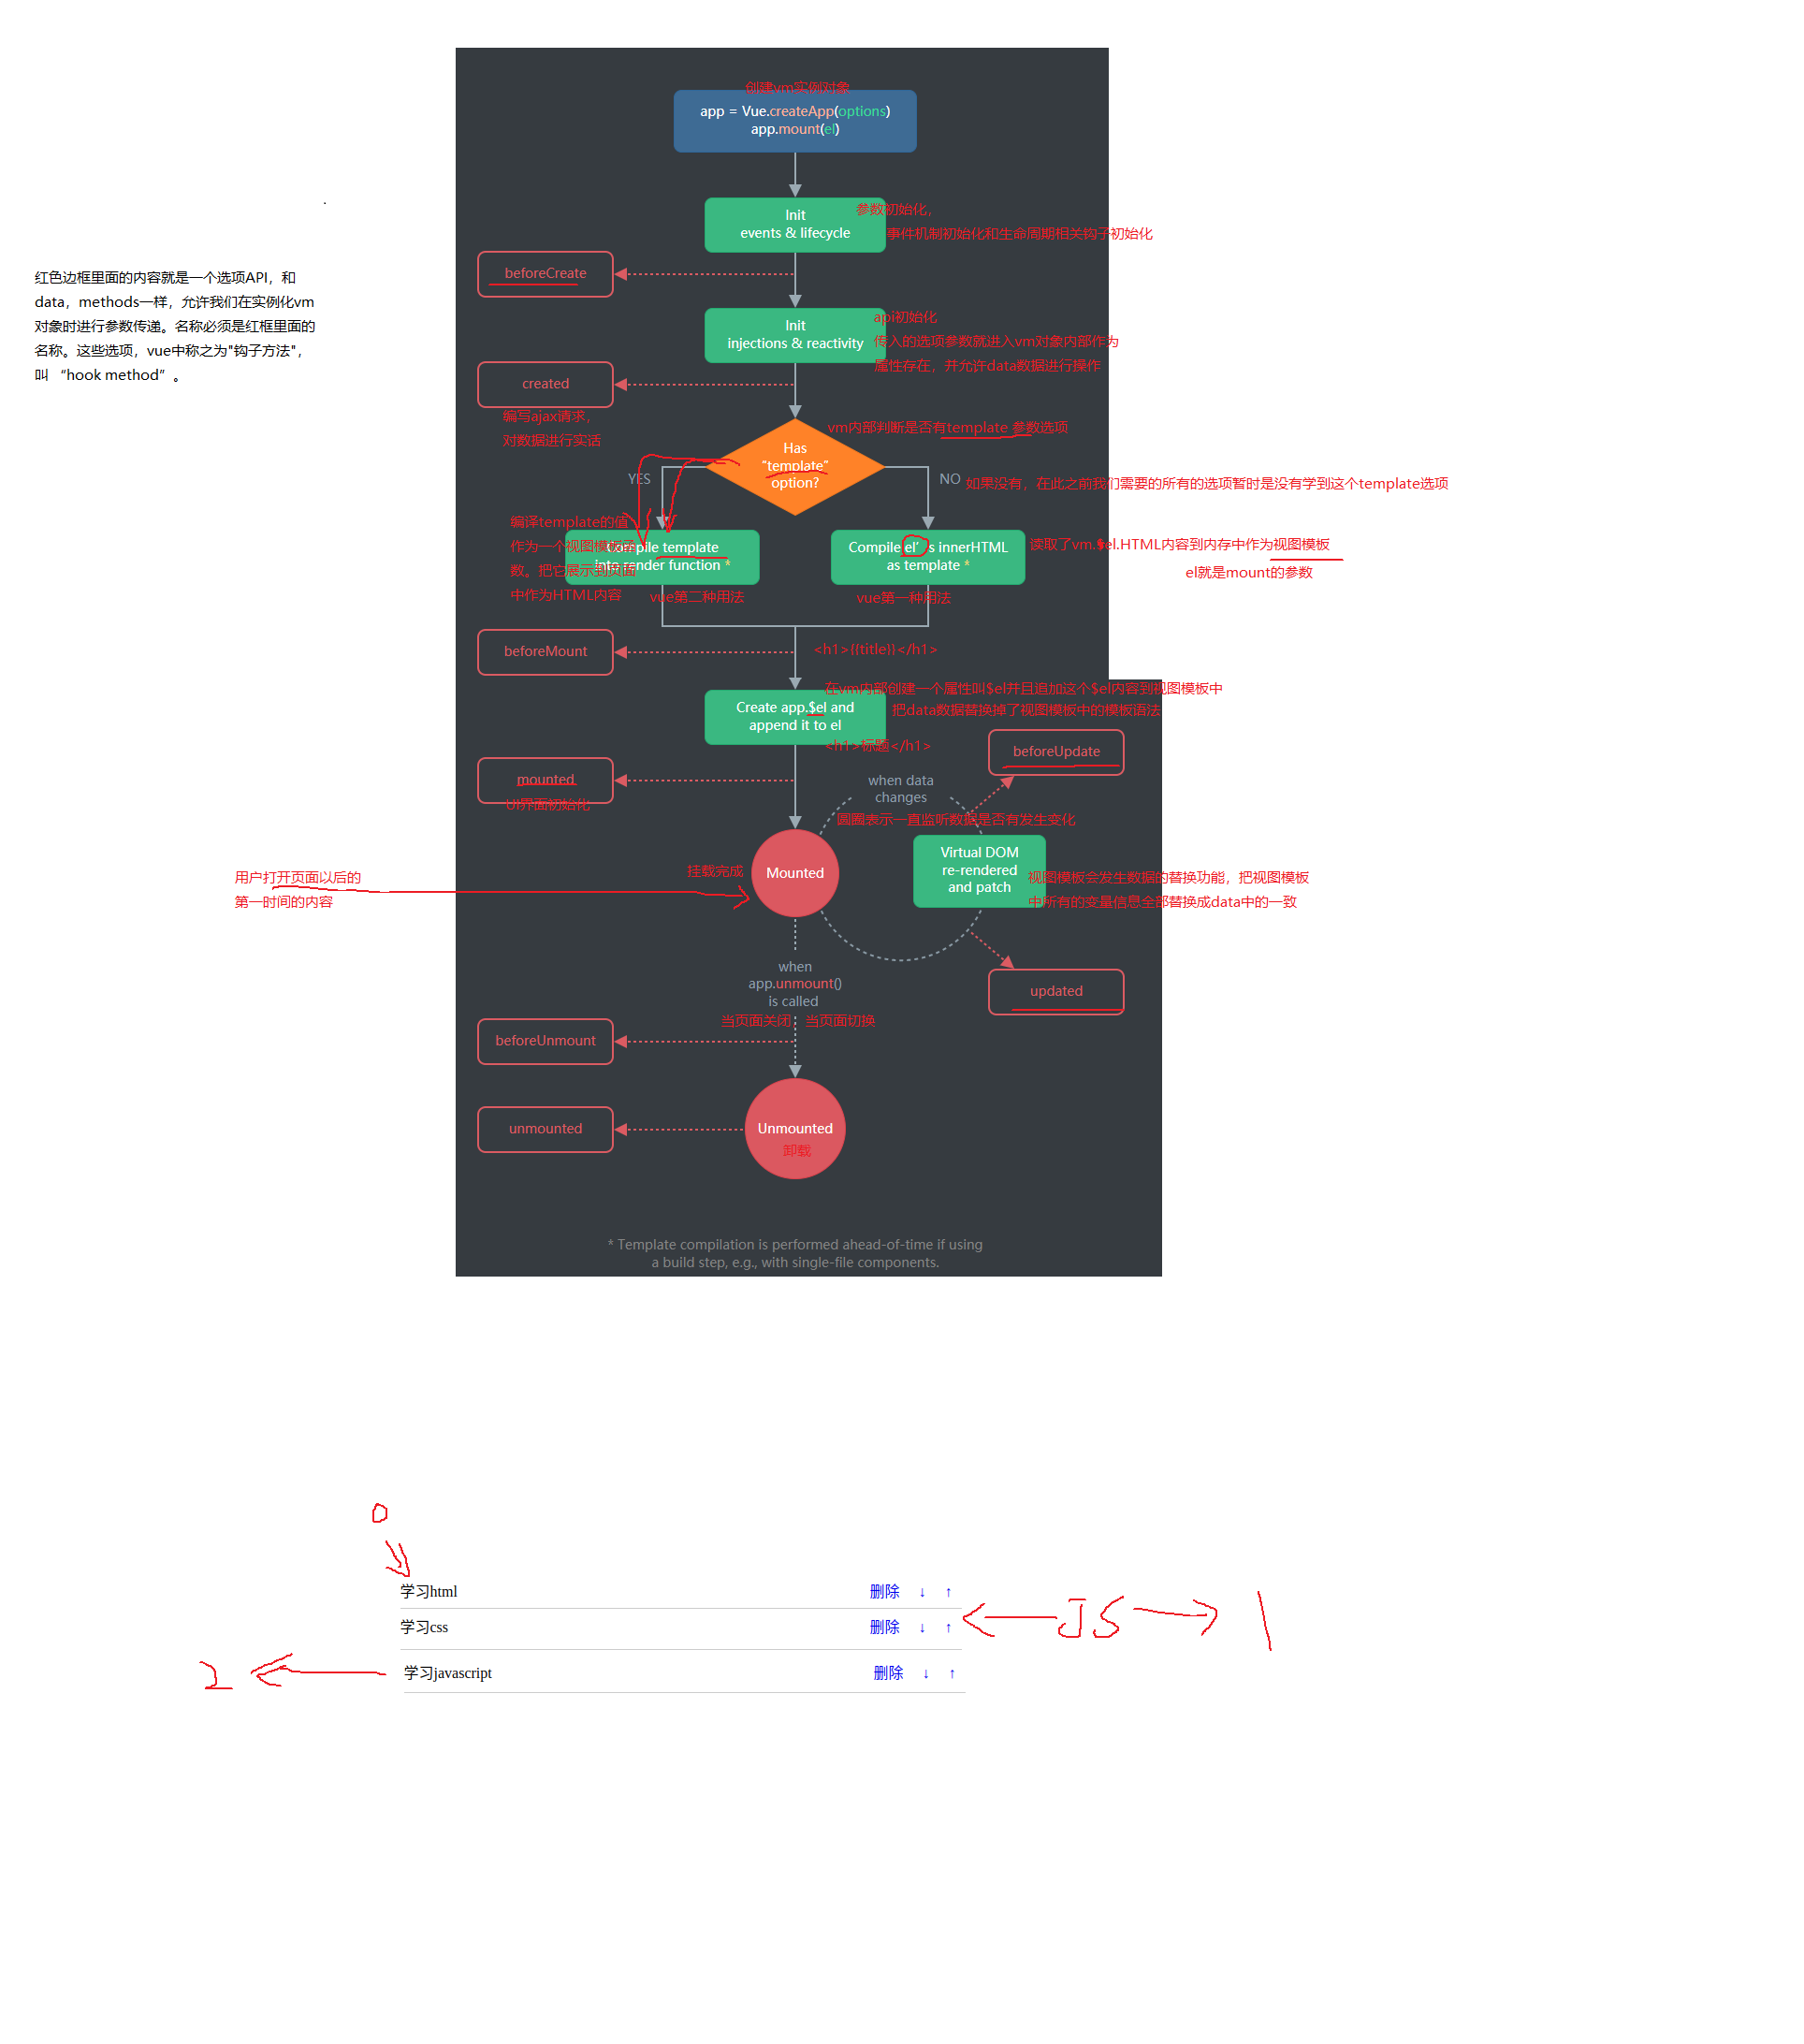 创建vm实例对象
app = Vue.createApp(options)
app.mount(el)
Init
events & lifecycle
参数初始化，
事件机制初始化和生命周期相关钩子初始化
红色边框里面的内容就是一个选项API，和
data，methods一样，允许我们在实例化vm
对象时进行参数传递。名称必须是红框里面的
名称。这些选项，vue中称之为"钩子方法"，
叫 “hook method”。
beforeCreate
Init
injections & reactivity
api初始化
传入的选项参数就进入vm对象内部作为
属性存在，并允许data数据进行操作
created
编写ajax请求，
对数据进行实话
vm内部判断是否有template 参数选项
Has
“template”
option?
YES
NO
如果没有，在此之前我们需要的所有的选项暂时是没有学到这个template选项
编译template的值
作为一个视图模板函
数。把它展示到页面
中作为HTML内容
Compile template
into render function *
vue第二种用法
Compile el’s innerHTML
as template *
vue第一种用法
读取了vm.$el.HTML内容到内存中作为视图模板
el就是mount的参数
beforeMount
<h1>{{title}}</h1>
在vm内部创建一个属性叫$el并且追加这个$el内容到视图模板中
把data数据替换掉了视图模板中的模板语法
Create app.$el and
append it to el
<h1>标题</h1>
beforeUpdate
mounted
UI界面初始化
when data
changes
圆圈表示一直监听数据是否有发生变化
用户打开页面以后的
第一时间的内容
挂载完成
Mounted
Virtual DOM
re-rendered
and patch
视图模板会发生数据的替换功能，把视图模板
中所有的变量信息全部替换成data中的一致
when
app.unmount()
is called
updated
当页面关闭，当页面切换
beforeUnmount
unmounted
Unmounted
卸载
* Template compilation is performed ahead-of-time if using
a build step, e.g., with single-file components.
0
学习html 删除 ↓ ↑
学习css 删除 ↓ ↑
JS
1
2
学习javascript 删除 ↓ ↑